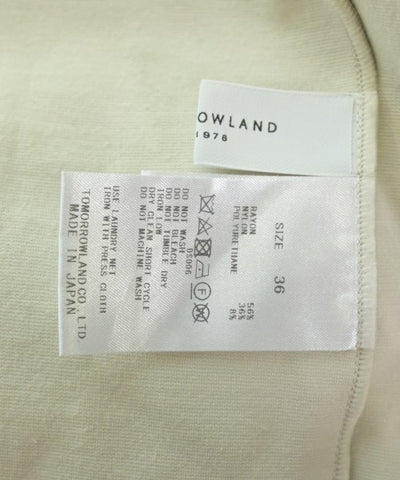 ROWLAND
1976
SIZE 36
RAYON 56%
NYLON 36%
POLYURETHANE 8%
F
DS006
DO NOT WASH
DO NOT BLEACH
DO NOT TUMBLE DRY
IRON LOW
DRY CLEAN SHORT CYCLE
DO NOT MACHINE WASH
USE LAUNDRY NET
IRON WITH PRESS CLOTH
TOMORROWLAND CO., LTD.
MADE IN JAPAN